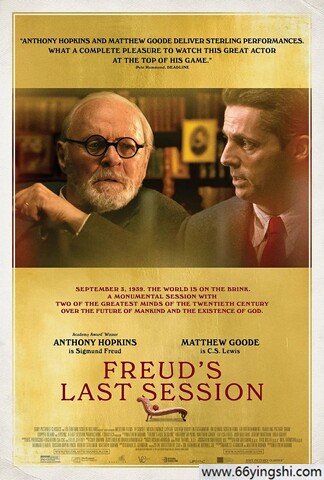 "ANTHONY HOPKINS AND MATTHEW GOODE DELIVER STERLING PERFORMANCES.
WHAT A COMPLETE PLEASURE TO WATCH THIS GREAT ACTOR
AT THE TOP OF HIS GAME."
Pete Hammond, DEADLINE
SEPTEMBER 3, 1939. THE WORLD IS ON THE BRINK.
A MONUMENTAL SESSION WITH
TWO OF THE GREATEST MINDS OF THE TWENTIETH CENTURY
OVER THE FUTURE OF MANKIND AND THE EXISTENCE OF GOD.
Academy Award Winner
ANTHONY HOPKINS
is Sigmund Freud
MATTHEW GOODE
is C.S. Lewis
FREUD'S
LAST SESSION
www.66yingshi.com